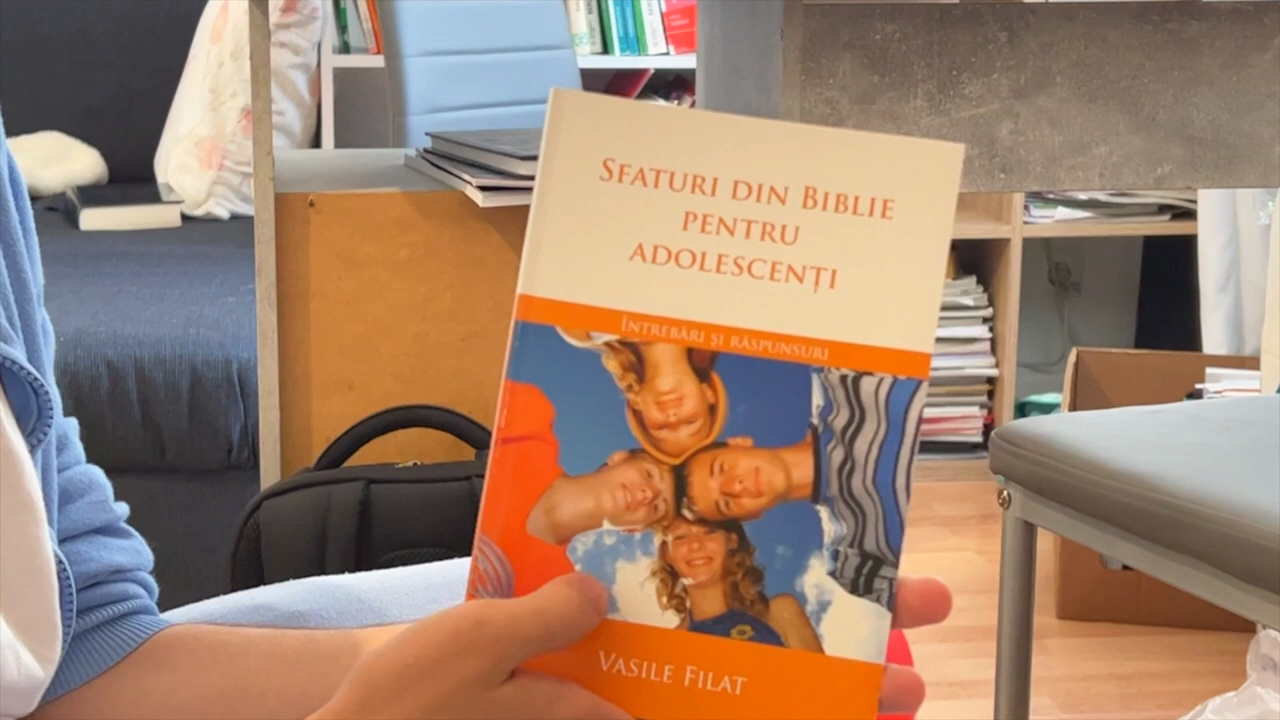 SFATURI DIN BIBLIE
PENTRU
ADOLESCENȚI
ÎNTREBĂRI ȘI RĂSPUNSURI
VASILE FILAT